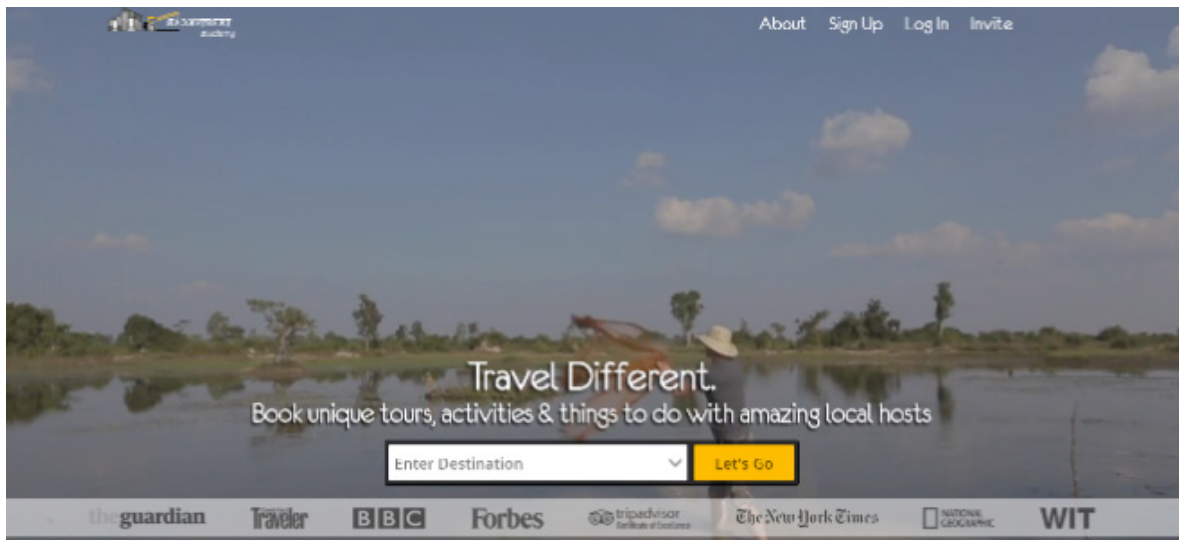 About Sign Up Log In Invite
Travel Different.
Book unique tours, activities & things to do with amazing local hosts
Enter Destination Let's Go
theguardian Traveler BBC Forbes tripadvisor The New York Times NATIONAL GEOGRAPHIC WIT